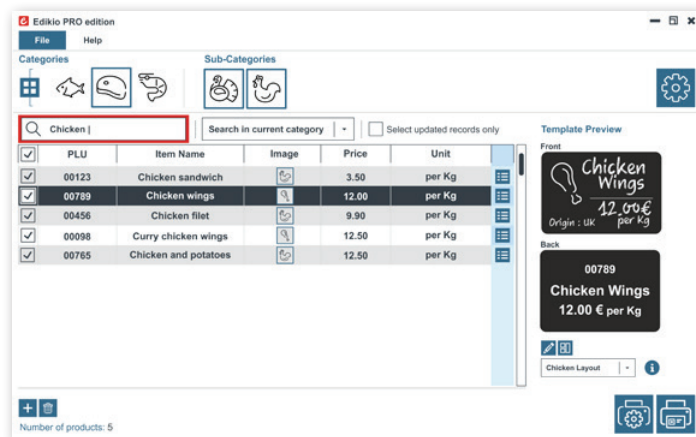 Edikio PRO edition
File Help
Categories Sub-Categories
Chicken | Search in current category Select updated records only
Template Preview
PLU Item Name Image Price Unit
00123 Chicken sandwich 3.50 per Kg
00789 Chicken wings 12.00 per Kg
00456 Chicken filet 9.90 per Kg
00098 Curry chicken wings 12.50 per Kg
00765 Chicken and potatoes 12.50 per Kg
Front
Chicken
Wings
12,00€
Origin : UK per Kg
Back
00789
Chicken Wings
12.00 € per Kg
Chicken Layout
Number of products: 5